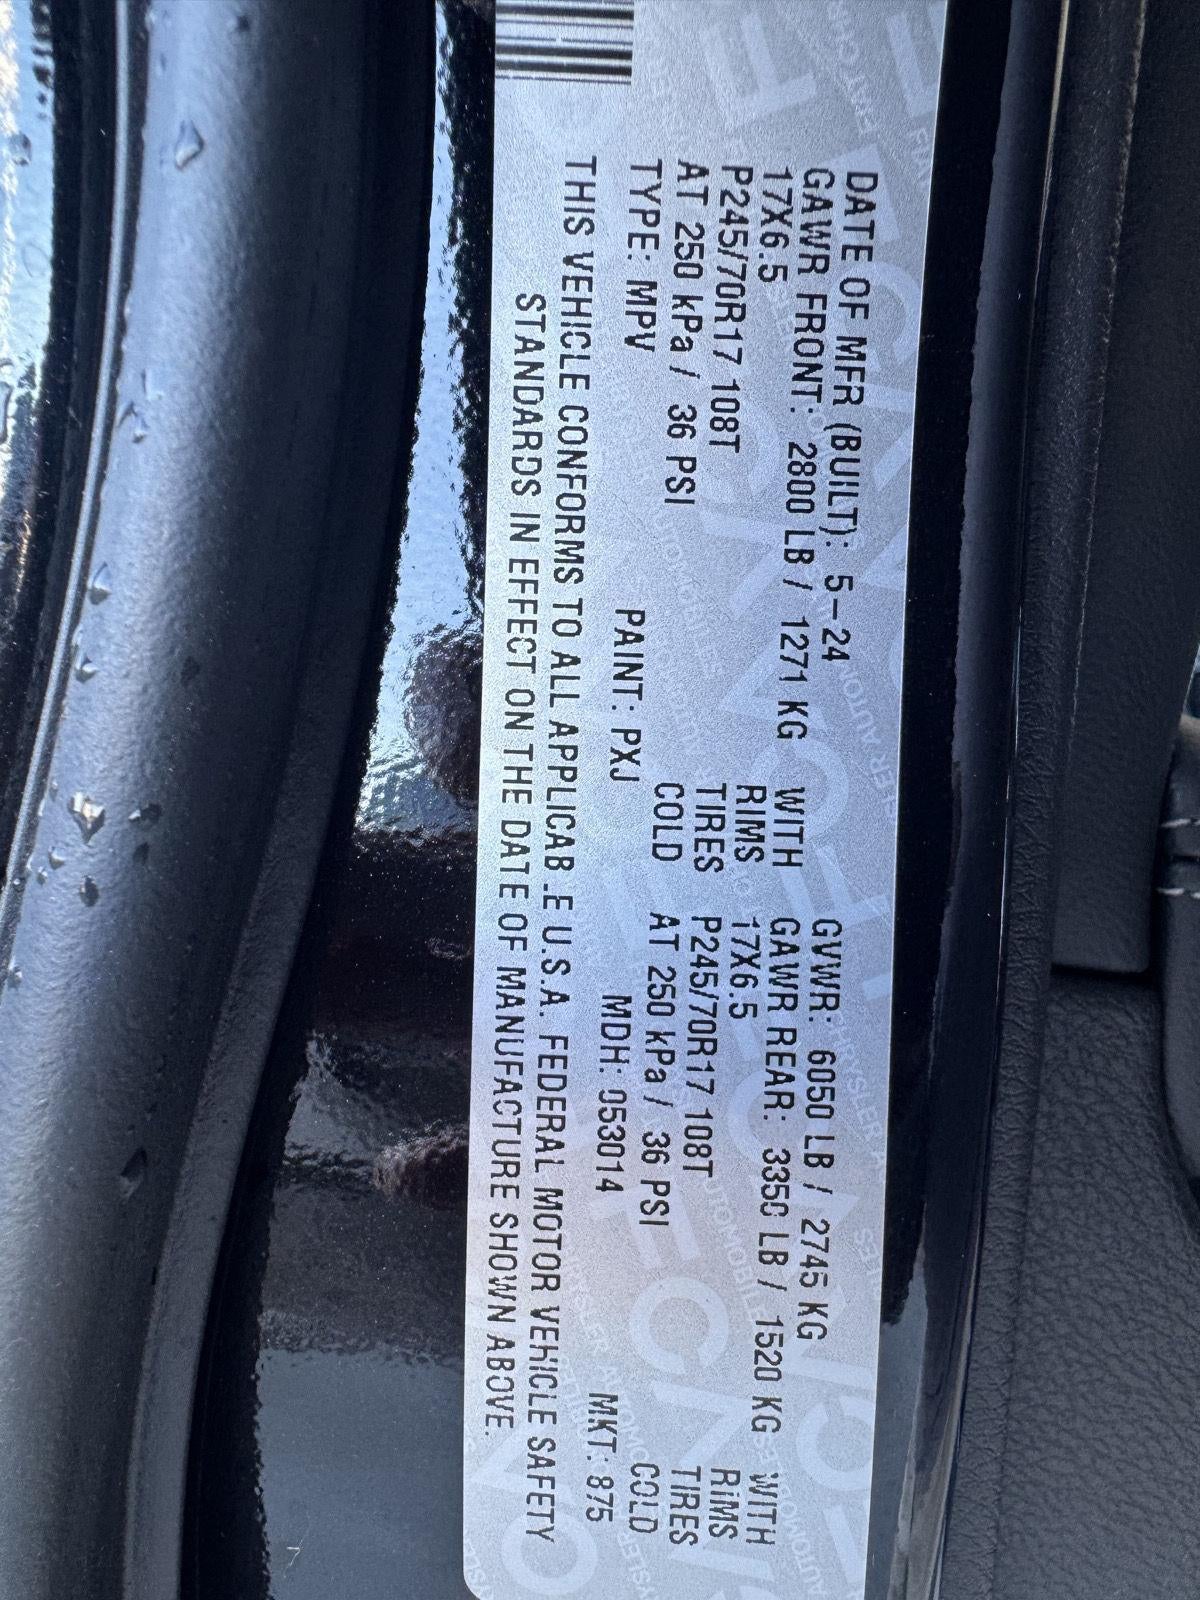 DATE OF MFR (BUILT): 5-24 GVWR: 6050 LB / 2745 KG
GAWR FRONT: 2800 LB / 1271 KG WITH GAWR REAR: 3350 LB / 1520 KG WITH
17X6.5 RIMS 17X6.5 RIMS
P245/70R17 108T TIRES P245/70R17 108T TIRES
AT 250 kPa / 36 PSI COLD AT 250 kPa / 36 PSI COLD
TYPE: MPV PAINT: PXJ MDH: 053014 MKT: 875
THIS VEHICLE CONFORMS TO ALL APPLICAB.E U.S.A. FEDERAL MOTOR VEHICLE SAFETY
STANDARDS IN EFFECT ON THE DATE OF MANUFACTURE SHOWN ABOVE.